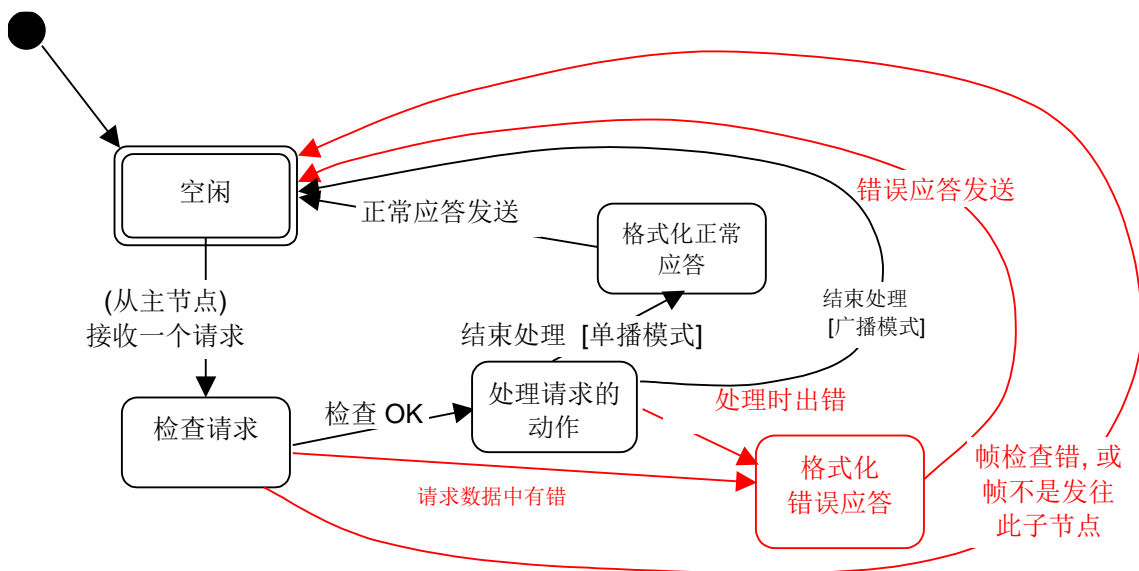 空闲
正常应答发送
错误应答发送
格式化正常
应答
(从主节点)
接收一个请求
结束处理 [单播模式]
结束处理
[广播模式]
检查请求
检查 OK
处理请求的
动作
处理时出错
请求数据中有错
格式化
错误应答
帧检查错, 或
帧不是发往
此子节点